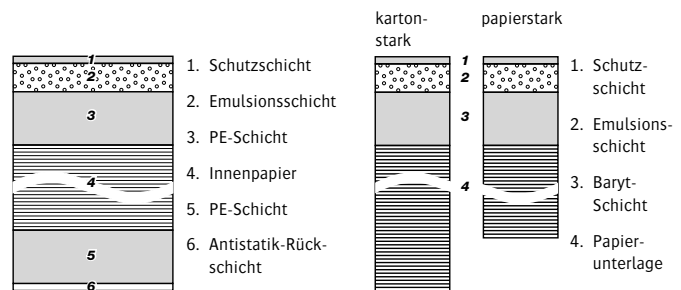 1
2
3
4
5
6
1. Schutzschicht
2. Emulsionsschicht
3. PE-Schicht
4. Innenpapier
5. PE-Schicht
6. Antistatik-Rück-
schicht
karton-
stark
papierstark
1
2
3
4
1. Schutz-
schicht
2. Emulsions-
schicht
3. Baryt-
Schicht
4. Papier-
unterlage